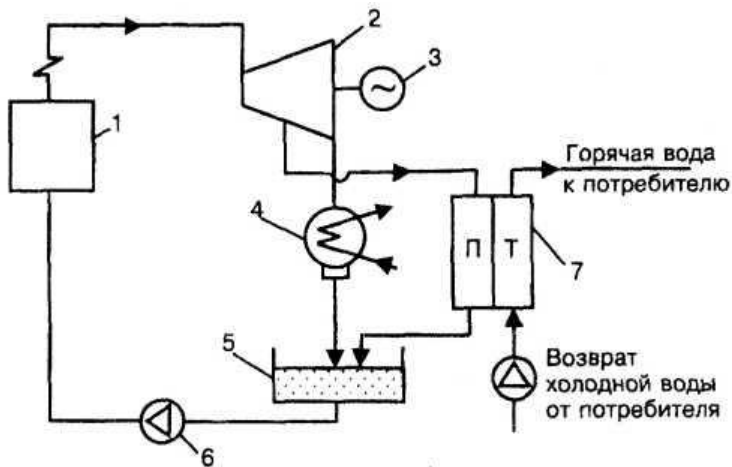 2
3
1
Горячая вода
к потребителю
4
П Т
7
5
Возврат
холодной воды
от потребителя
6